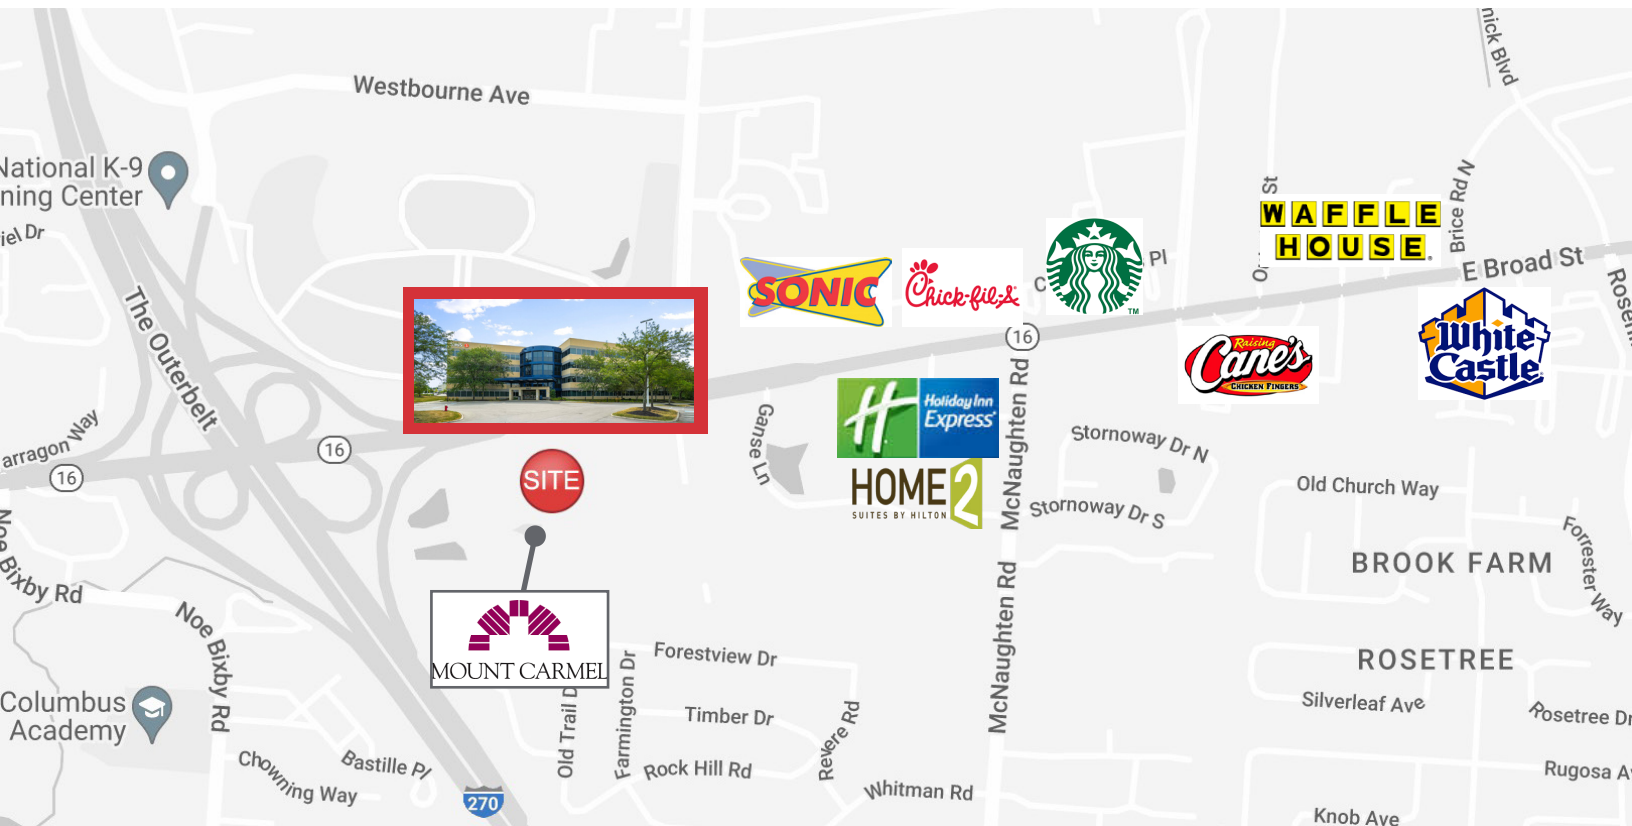 nick Blvd
Westbourne Ave
National K-9
ning Center
iel Dr
St
Brice Rd N
WAFFLE
HOUSE®
E Broad St
Pl
SONIC
Chick-fil-A
TM
16
The Outerbelt
Raising
Cane's
CHICKEN FINGERS
White
Castle
Holiday Inn
Express®
McNaughten Rd
Ganse Ln
Stornoway Dr N
arragon Way
16
16
SITE
HOME2
SUITES BY HILTON
Stornoway Dr S
Old Church Way
Noe Bixby Rd
Noe Bixby Rd
BROOK FARM
Forrester Way
McNaughten Rd
MOUNT CARMEL
Forestview Dr
ROSETREE
Columbus
Academy
Old Trail D
Farmington Dr
Timber Dr
Revere Rd
Silverleaf Ave
Rosetree Dr
Chowning Way
Bastille Pl
Rock Hill Rd
Whitman Rd
Rugosa A
270
Knob Ave